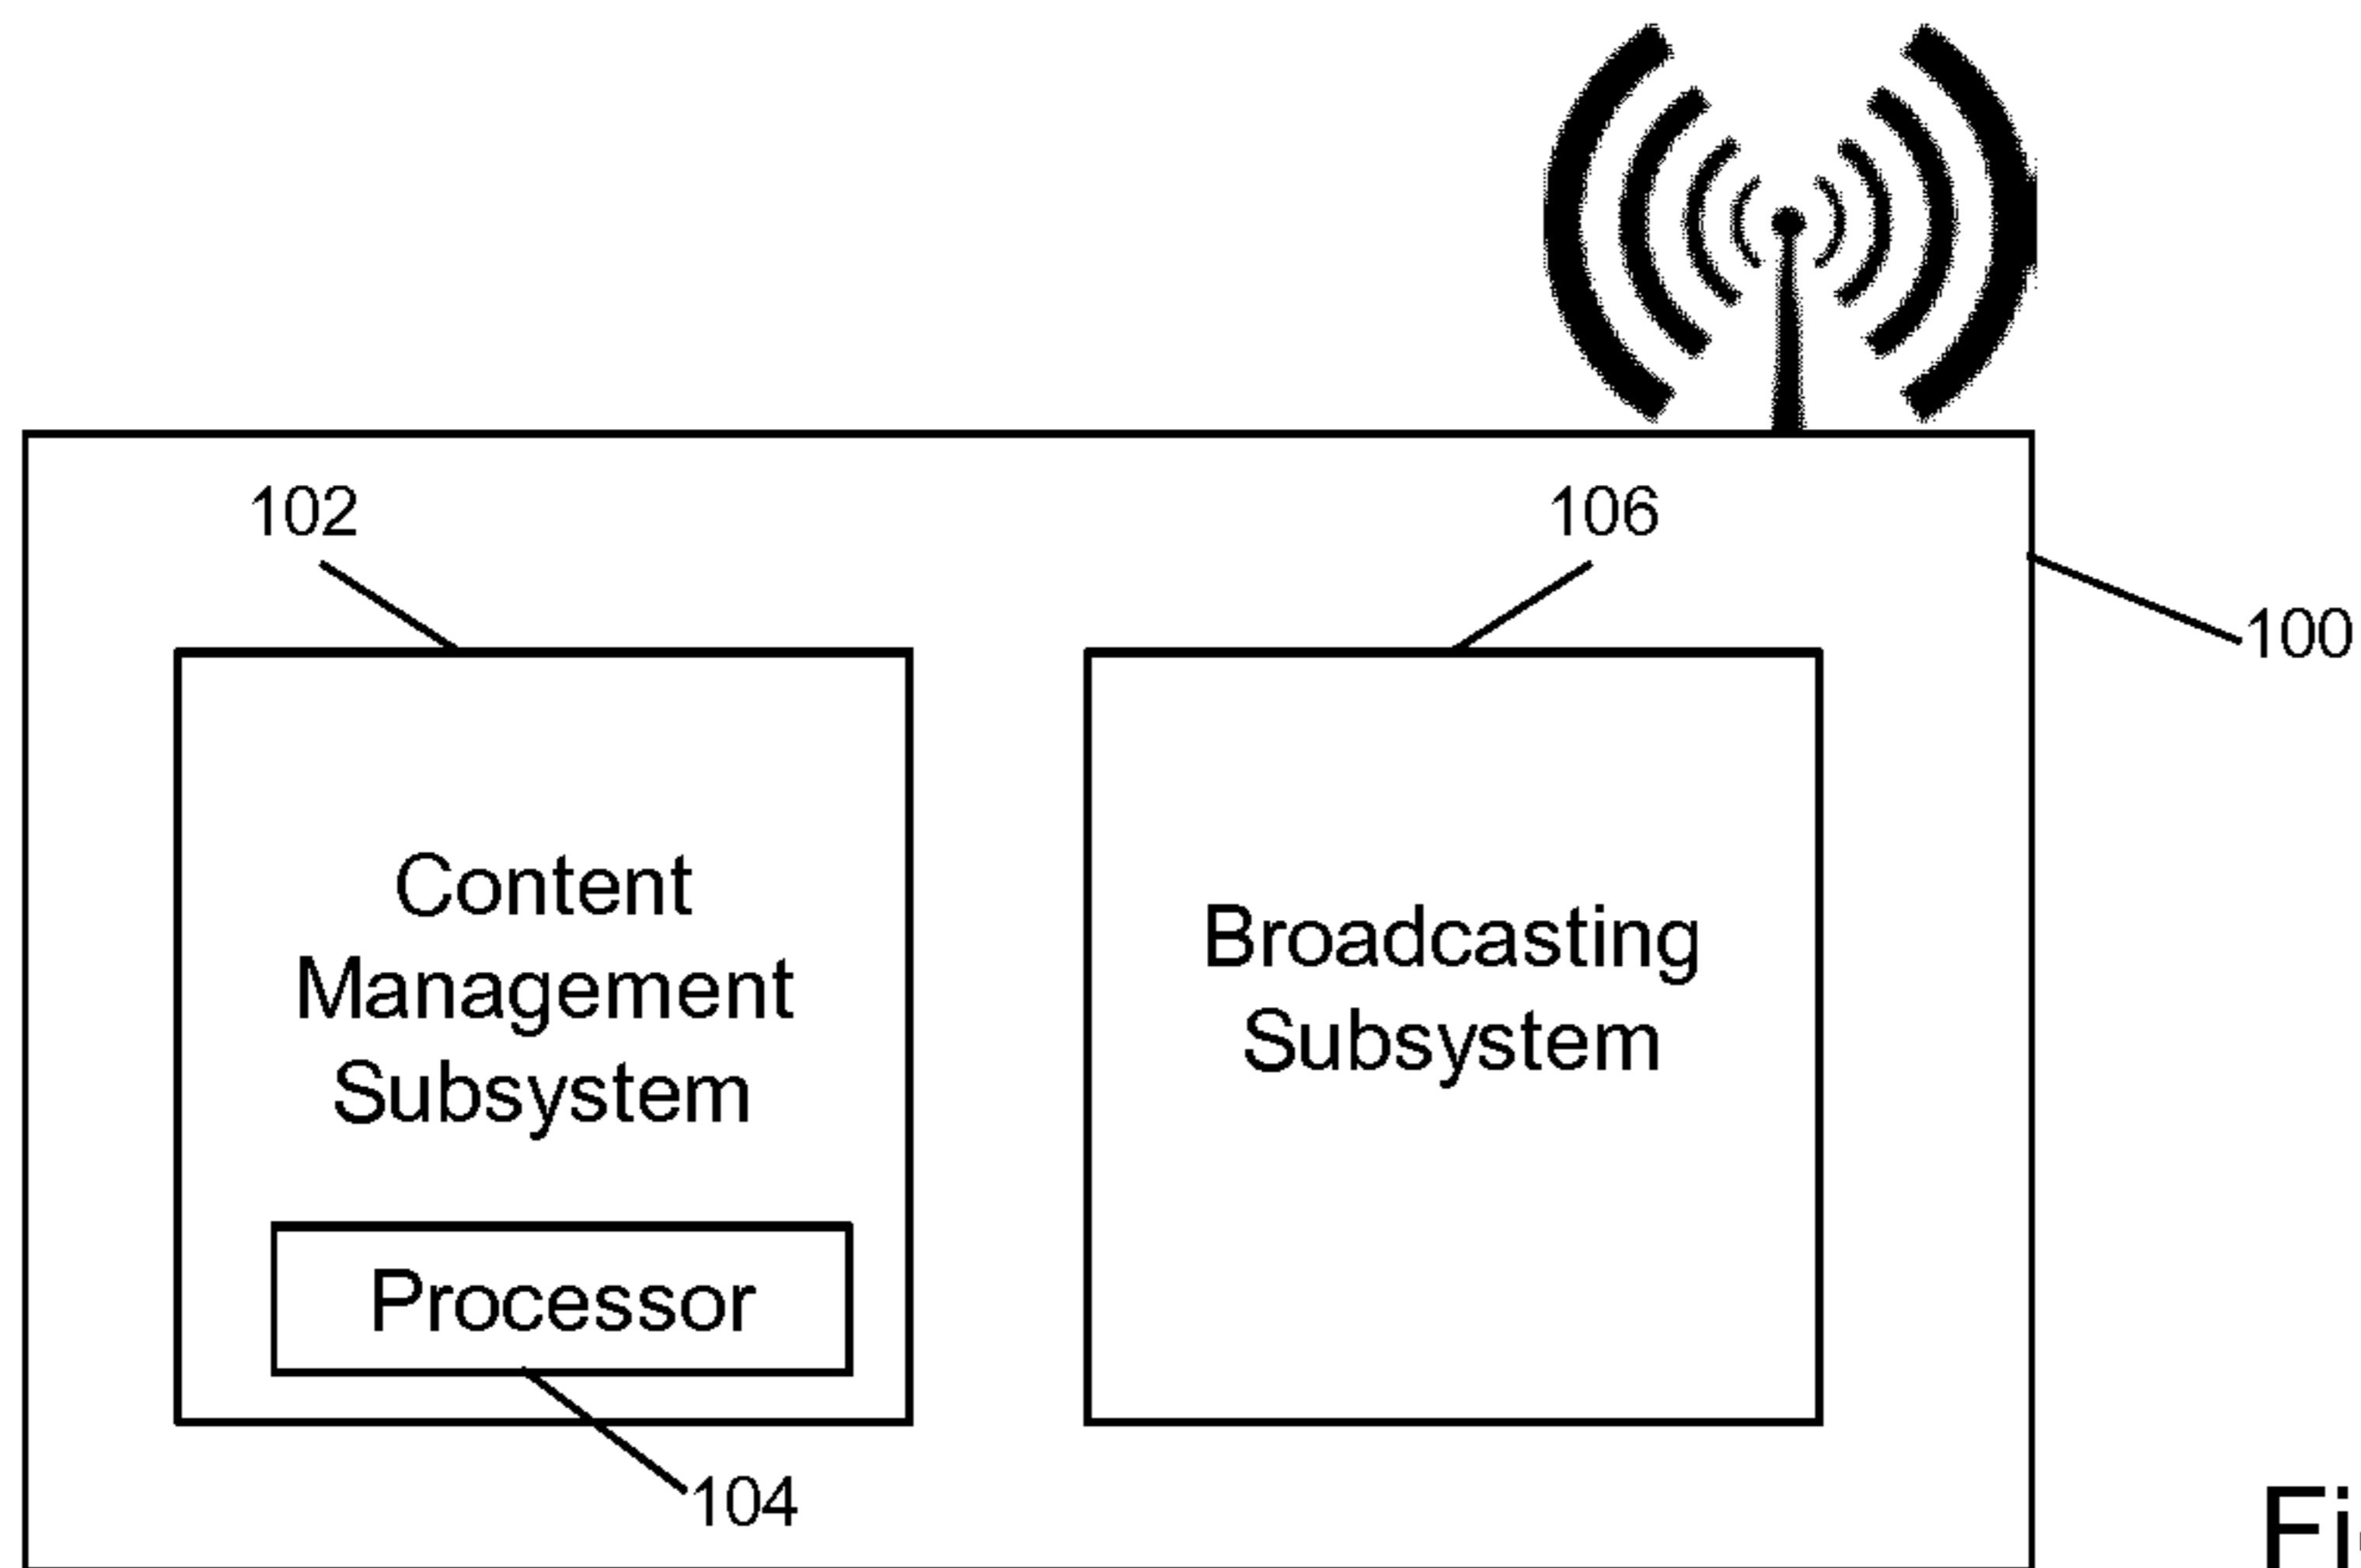 102
106
100
Content
Management
Subsystem
Broadcasting
Subsystem
Processor
104